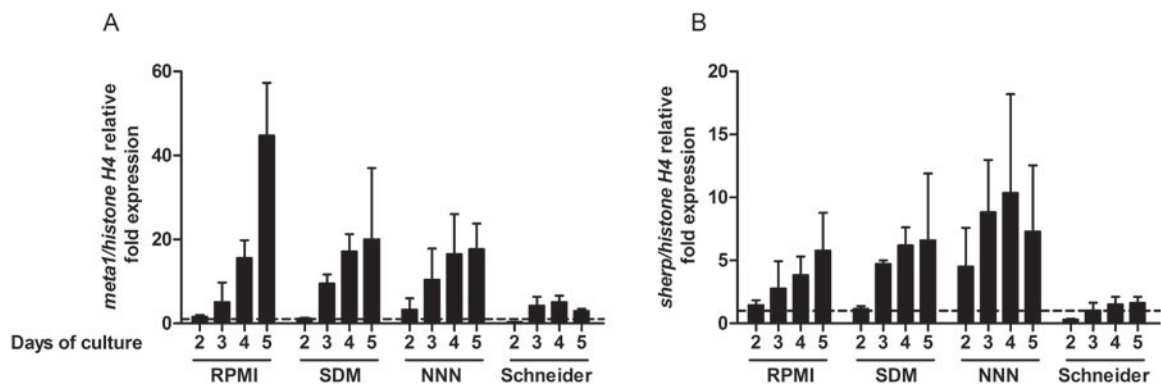 A
meta1/histone H4 relative
fold expression
60
40
20
0
Days of culture
2 3 4 5 2 3 4 5 2 3 4 5 2 3 4 5
RPMI SDM NNN Schneider
B
sherp/histone H4 relative
fold expression
20
15
10
5
0
2 3 4 5 2 3 4 5 2 3 4 5 2 3 4 5
RPMI SDM NNN Schneider